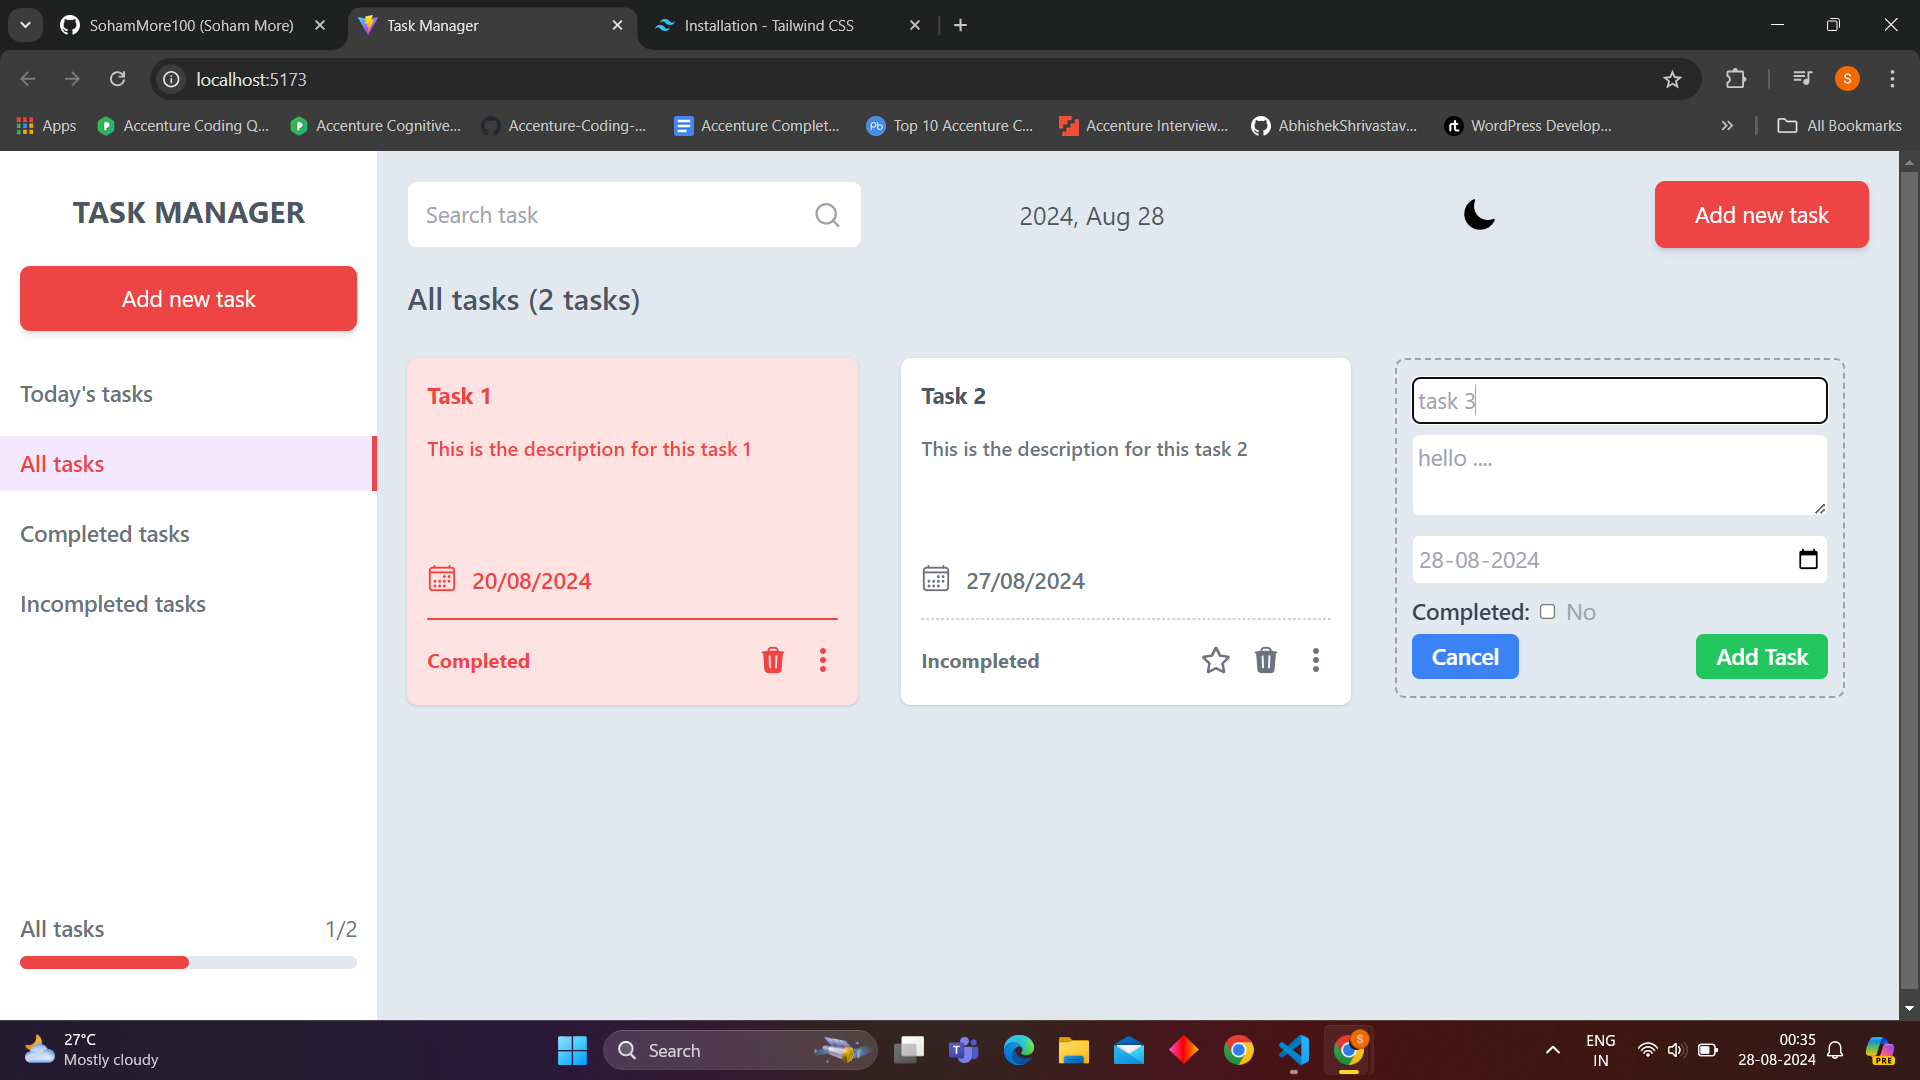 SohamMore100 (Soham More)
Task Manager
Installation - Tailwind CSS
localhost:5173
S
Apps
Accenture Coding Q...
Accenture Cognitive...
Accenture-Coding-...
Accenture Complet...
Top 10 Accenture C...
Accenture Interview...
AbhishekShrivastav...
WordPress Develop...
All Bookmarks
TASK MANAGER
Add new task
Today's tasks
All tasks
Completed tasks
Incompleted tasks
All tasks 1/2
Search task
2024, Aug 28
Add new task
All tasks (2 tasks)
Task 1
This is the description for this task 1
20/08/2024
Completed
Task 2
This is the description for this task 2
27/08/2024
Incompleted
task 3
hello ....
28-08-2024
Completed: No
Cancel Add Task
27°C
Mostly cloudy
Search
S
ENG
IN
00:35
28-08-2024
PRE